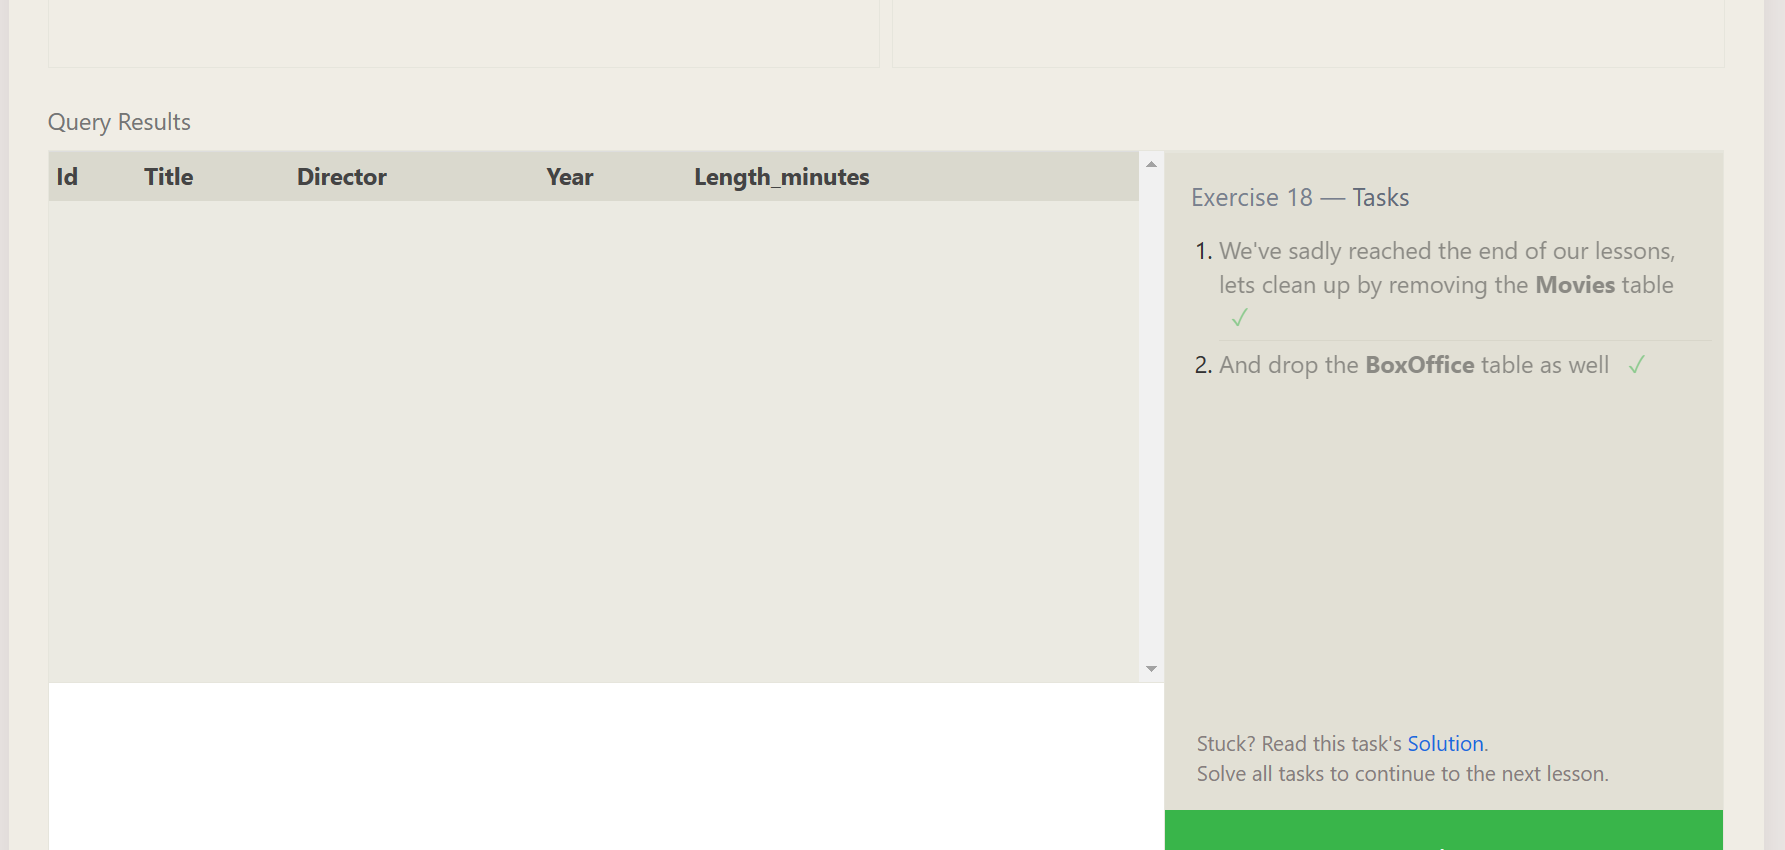 Query Results
Id Title Director Year Length_minutes
Exercise 18 — Tasks
1. We've sadly reached the end of our lessons,
lets clean up by removing the Movies table
✓
2. And drop the BoxOffice table as well ✓
Stuck? Read this task's Solution.
Solve all tasks to continue to the next lesson.